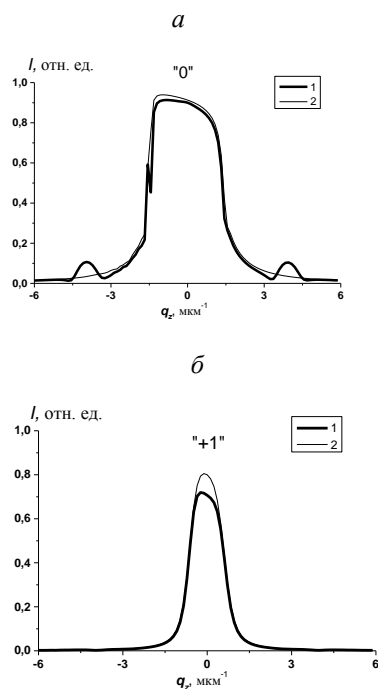 а
I, отн. ед.
"0"
1
2
1,0
0,8
0,6
0,4
0,2
0,0
-6 -3 0 3 6
qz, мкм-1
б
I, отн. ед.
"+1"
1
2
1,0
0,8
0,6
0,4
0,2
0,0
-6 -3 0 3 6
qz, мкм-1